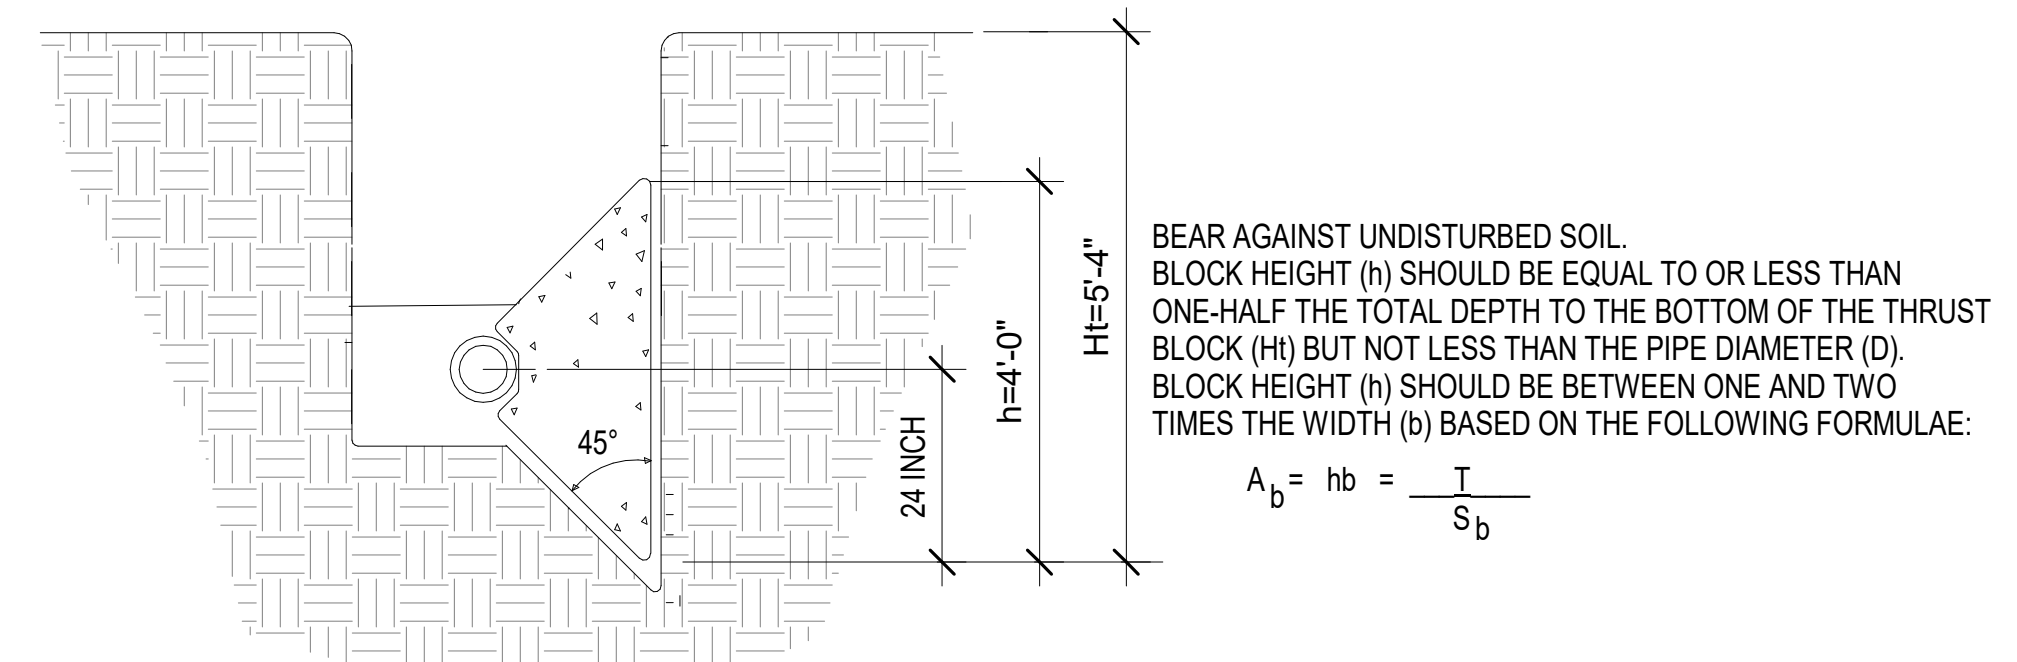 Ht=5'-4"
h=4'-0"
24 INCH
45°
BEAR AGAINST UNDISTURBED SOIL.
BLOCK HEIGHT (h) SHOULD BE EQUAL TO OR LESS THAN
ONE-HALF THE TOTAL DEPTH TO THE BOTTOM OF THE THRUST
BLOCK (Ht) BUT NOT LESS THAN THE PIPE DIAMETER (D).
BLOCK HEIGHT (h) SHOULD BE BETWEEN ONE AND TWO
TIMES THE WIDTH (b) BASED ON THE FOLLOWING FORMULAE:
A b = hb = T
S b